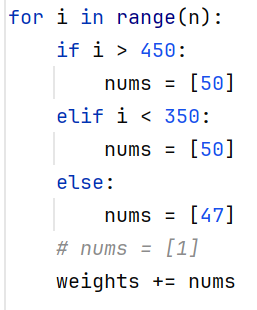 for i in range(n):
    if i > 450:
        nums = [50]
    elif i < 350:
        nums = [50]
    else:
        nums = [47]
    # nums = [1]
    weights += nums